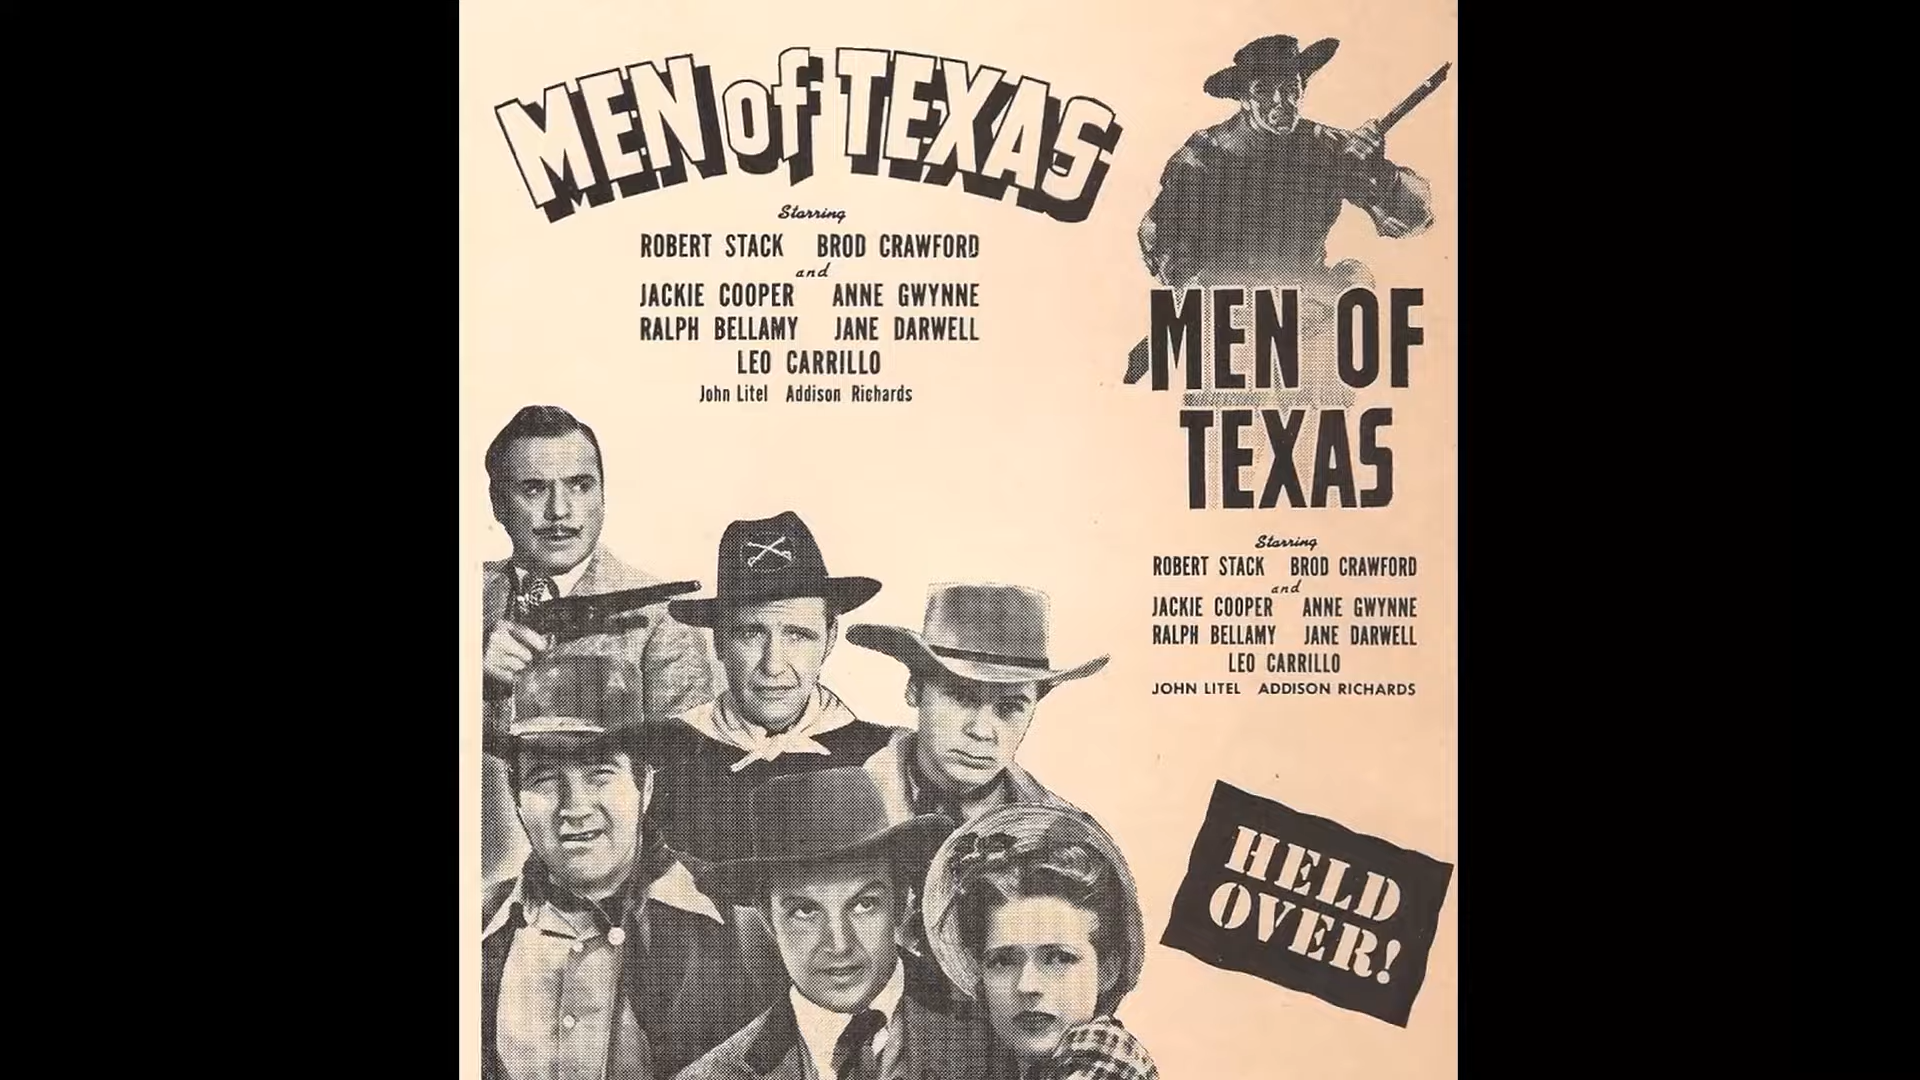 MEN of TEXAS
Starring
ROBERT STACK BROD CRAWFORD
and
JACKIE COOPER ANNE GWYNNE
RALPH BELLAMY JANE DARWELL
LEO CARRILLO
John Litel Addison Richards
MEN OF
TEXAS
Starring
ROBERT STACK BROD CRAWFORD
and
JACKIE COOPER ANNE GWYNNE
RALPH BELLAMY JANE DARWELL
LEO CARRILLO
JOHN LITEL ADDISON RICHARDS
HELD
OVER!